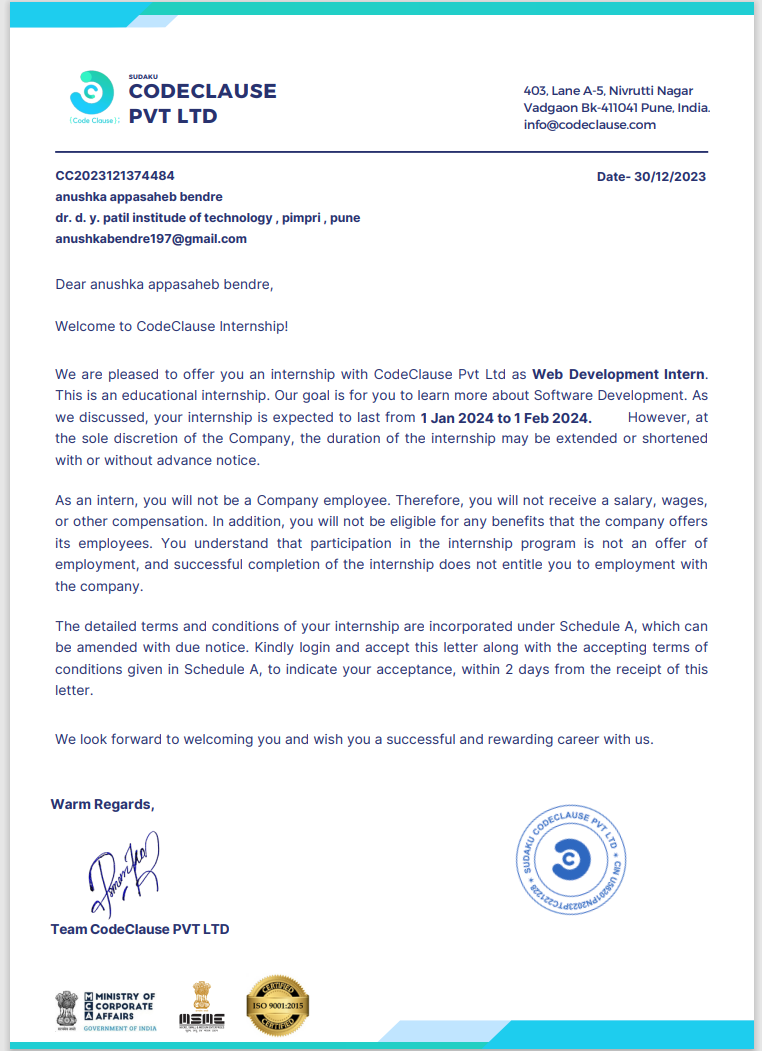 SUDAKU
CODECLAUSE
PVT LTD
{Code Clause};
403, Lane A-5, Nivrutti Nagar
Vadgaon Bk-411041 Pune, India.
info@codeclause.com
CC2023121374484
Date- 30/12/2023
anushka appasaheb bendre
dr. d. y. patil institude of technology , pimpri , pune
anushkabendre197@gmail.com
Dear anushka appasaheb bendre,
Welcome to CodeClause Internship!
We are pleased to offer you an internship with CodeClause Pvt Ltd as Web Development Intern.
This is an educational internship. Our goal is for you to learn more about Software Development. As
we discussed, your internship is expected to last from 1 Jan 2024 to 1 Feb 2024. However, at
the sole discretion of the Company, the duration of the internship may be extended or shortened
with or without advance notice.
As an intern, you will not be a Company employee. Therefore, you will not receive a salary, wages,
or other compensation. In addition, you will not be eligible for any benefits that the company offers
its employees. You understand that participation in the internship program is not an offer of
employment, and successful completion of the internship does not entitle you to employment with
the company.
The detailed terms and conditions of your internship are incorporated under Schedule A, which can
be amended with due notice. Kindly login and accept this letter along with the accepting terms of
conditions given in Schedule A, to indicate your acceptance, within 2 days from the receipt of this
letter.
We look forward to welcoming you and wish you a successful and rewarding career with us.
Warm Regards,
SUDAKU CODECLAUSE PVT LTD * CIN U58201PN2023PTC221228 *
Team CodeClause PVT LTD
MCA
MINISTRY OF
CORPORATE
AFFAIRS
GOVERNMENT OF INDIA
MSME
CERTIFIED
ISO 9001:2015
CERTIFIED